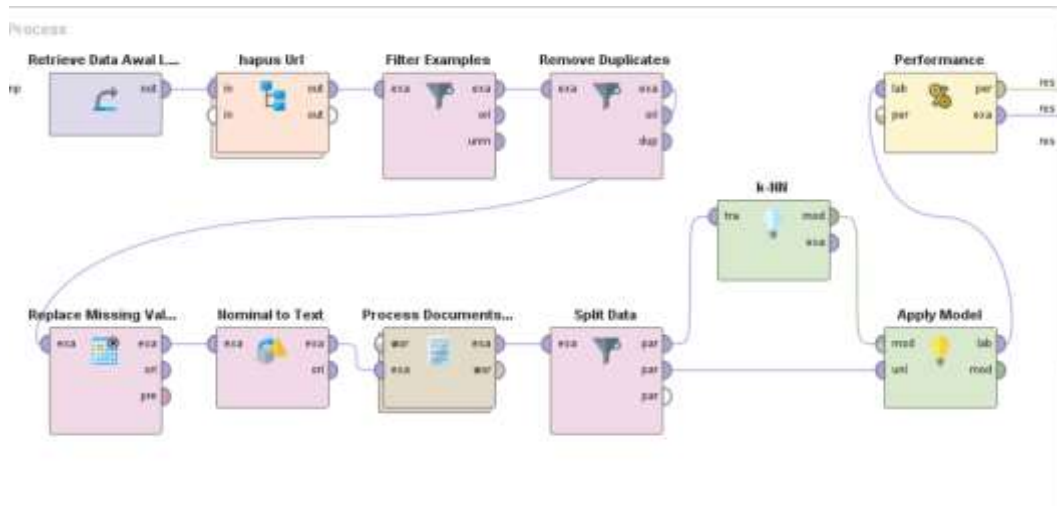 Process
Retrieve Data Awal L...
out
hapus Url
in
out
in
out
Filter Examples
exa
exa
ori
unm
Remove Duplicates
exa
exa
ori
dup
Performance
lab
per
per
exa
res
res
res
k-NN
tra
mod
exa
Replace Missing Val...
exa
exa
ori
pre
Nominal to Text
exa
exa
ori
Process Documents...
wor
exa
exa
wor
Split Data
exa
par
par
par
Apply Model
mod
lab
unl
mod